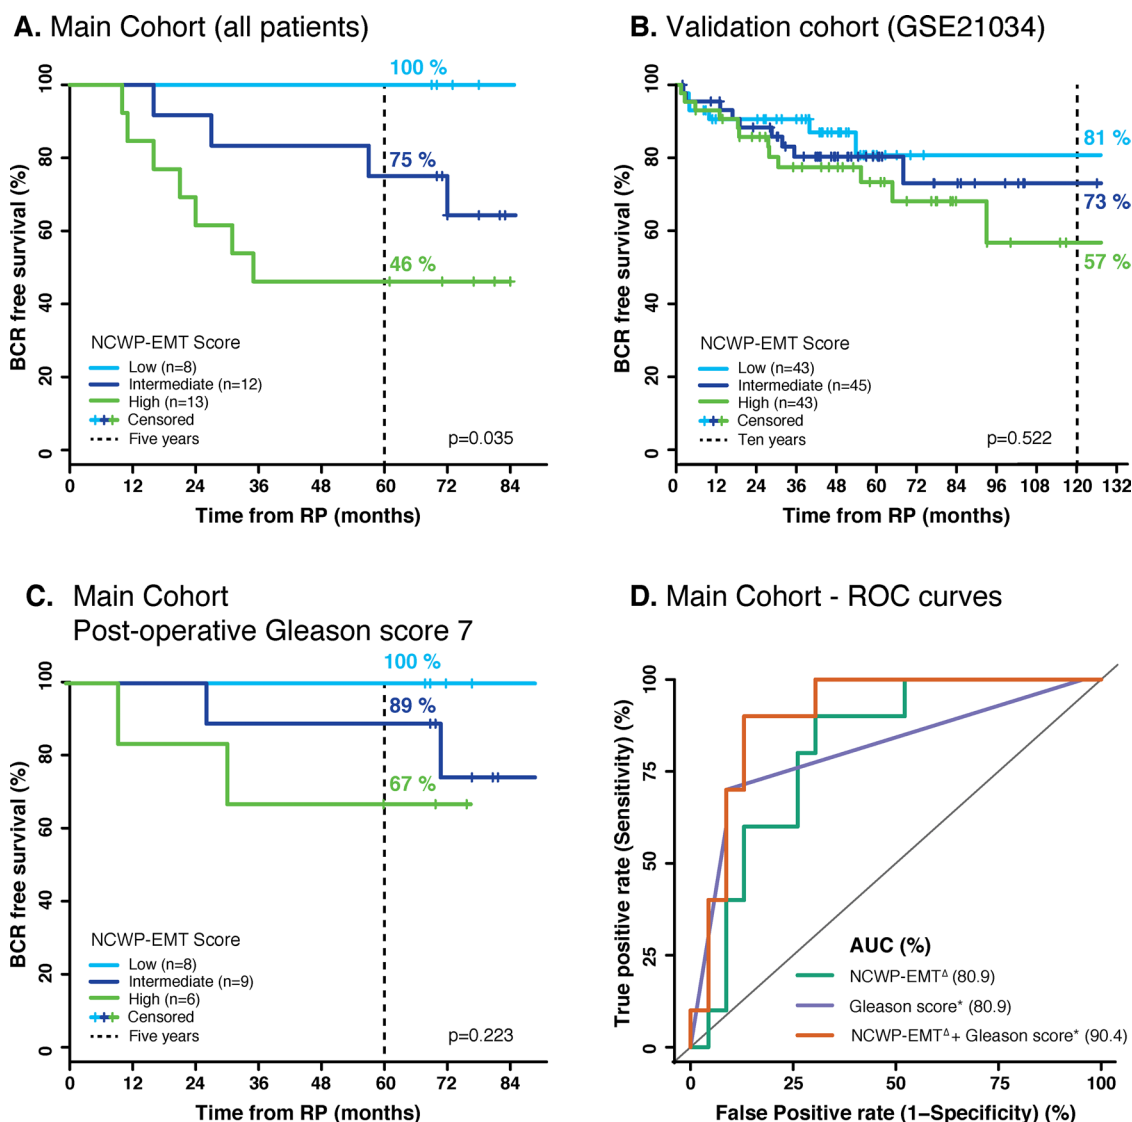 A. Main Cohort (all patients)
BCR free survival (%)
100
80
60
40
20
0
100 %
75 %
46 %
NCWP-EMT Score
Low (n=8)
Intermediate (n=12)
High (n=13)
Censored
Five years
p=0.035
0 12 24 36 48 60 72 84
Time from RP (months)
B. Validation cohort (GSE21034)
BCR free survival (%)
100
80
60
40
20
0
81 %
73 %
57 %
NCWP-EMT Score
Low (n=43)
Intermediate (n=45)
High (n=43)
Censored
Ten years
p=0.522
0 12 24 36 48 60 72 84 96 108 120 132
Time from RP (months)
C. Main Cohort
Post-operative Gleason score 7
BCR free survival (%)
100
80
60
40
20
0
100 %
89 %
67 %
NCWP-EMT Score
Low (n=8)
Intermediate (n=9)
High (n=6)
Censored
Five years
p=0.223
0 12 24 36 48 60 72 84
Time from RP (months)
D. Main Cohort - ROC curves
True positive rate (Sensitivity) (%)
100
75
50
25
0
AUC (%)
NCWP-EMTᐞ (80.9)
Gleason score* (80.9)
NCWP-EMTᐞ+ Gleason score* (90.4)
0 25 50 75 100
False Positive rate (1−Specificity) (%)